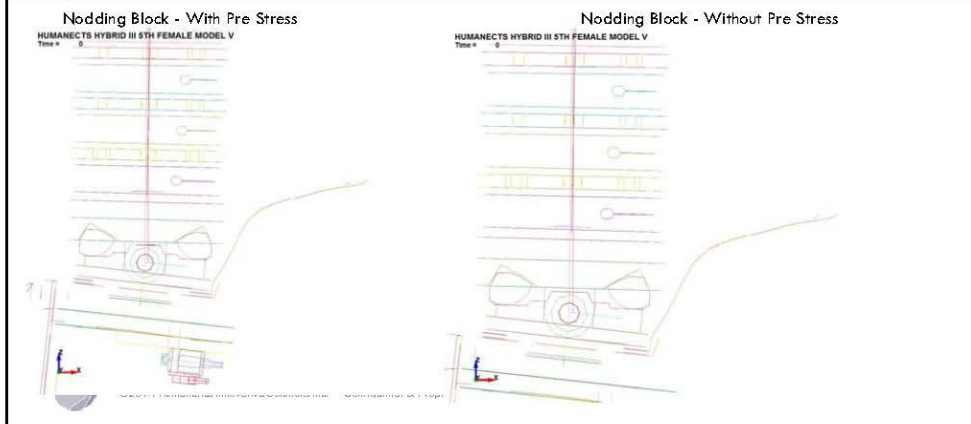 Nodding Block - With Pre Stress
HUMANECTS HYBRID III 5TH FEMALE MODEL V
Time = 0
Nodding Block - Without Pre Stress
HUMANECTS HYBRID III 5TH FEMALE MODEL V
Time = 0
Z
X
Z
X